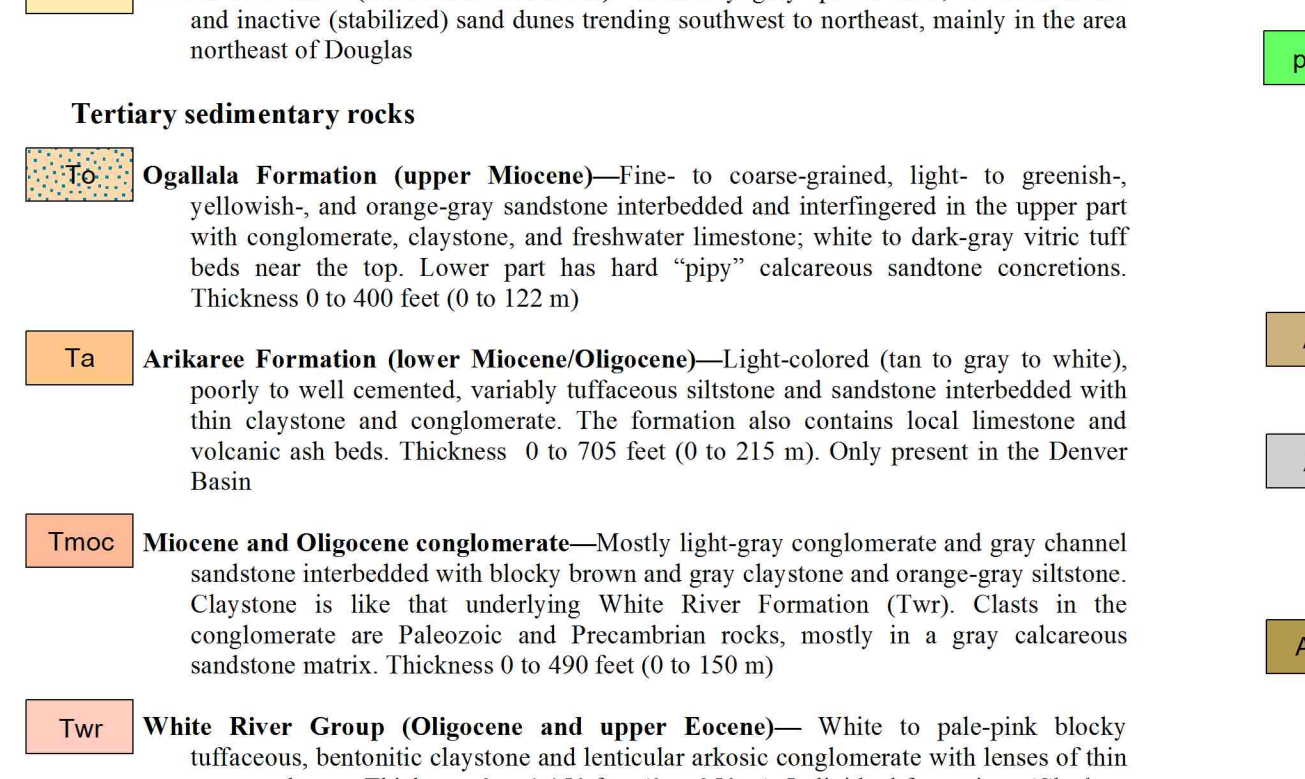 and inactive (stabilized) sand dunes trending southwest to northeast, mainly in the area
northeast of Douglas
Tertiary sedimentary rocks
To
Ogallala Formation (upper Miocene)—Fine- to coarse-grained, light- to greenish-,
yellowish-, and orange-gray sandstone interbedded and interfingered in the upper part
with conglomerate, claystone, and freshwater limestone; white to dark-gray vitric tuff
beds near the top. Lower part has hard “pipy” calcareous sandtone concretions.
Thickness 0 to 400 feet (0 to 122 m)
Ta
Arikaree Formation (lower Miocene/Oligocene)—Light-colored (tan to gray to white),
poorly to well cemented, variably tuffaceous siltstone and sandstone interbedded with
thin claystone and conglomerate. The formation also contains local limestone and
volcanic ash beds. Thickness 0 to 705 feet (0 to 215 m). Only present in the Denver
Basin
Tmoc
Miocene and Oligocene conglomerate—Mostly light-gray conglomerate and gray channel
sandstone interbedded with blocky brown and gray claystone and orange-gray siltstone.
Claystone is like that underlying White River Formation (Twr). Clasts in the
conglomerate are Paleozoic and Precambrian rocks, mostly in a gray calcareous
sandstone matrix. Thickness 0 to 490 feet (0 to 150 m)
Twr
White River Group (Oligocene and upper Eocene)— White to pale-pink blocky
tuffaceous, bentonitic claystone and lenticular arkosic conglomerate with lenses of thin